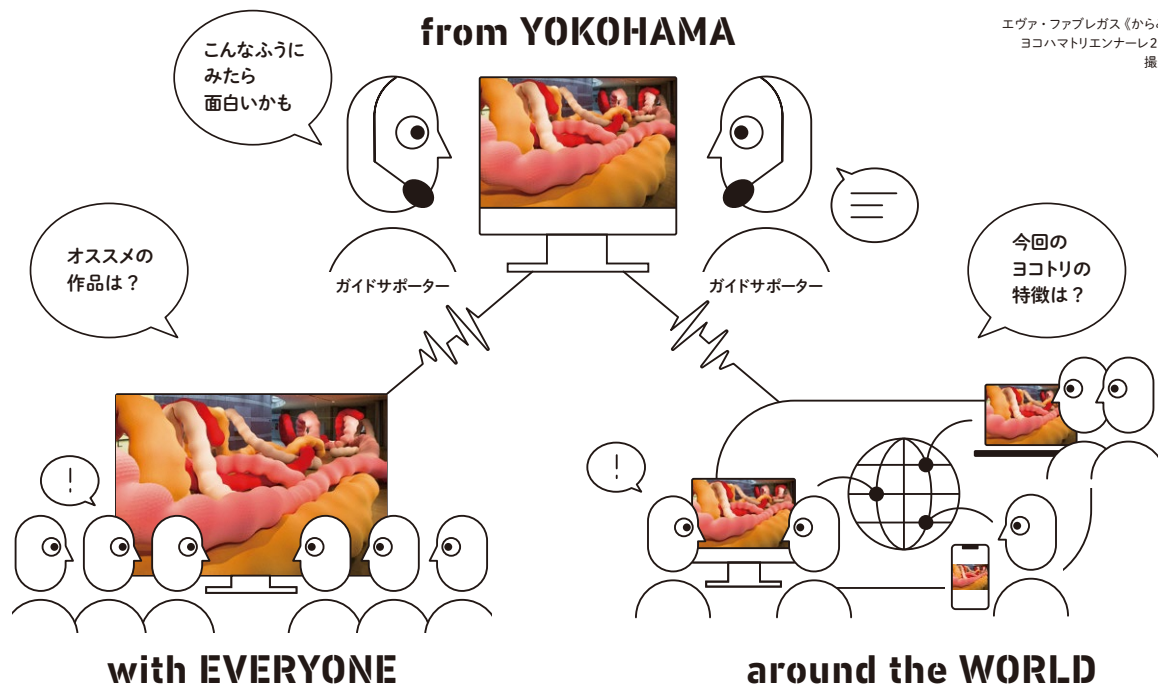 from YOKOHAMA
エヴァ・ファブレガス《から
ヨコハマトリエンナーレ2
撮
こんなふうに
みたら
面白いかも
オススメの
作品は？
今回の
ヨコトリの
特徴は？
ガイドサポーター
ガイドサポーター
!
!
with EVERYONE
around the WORLD